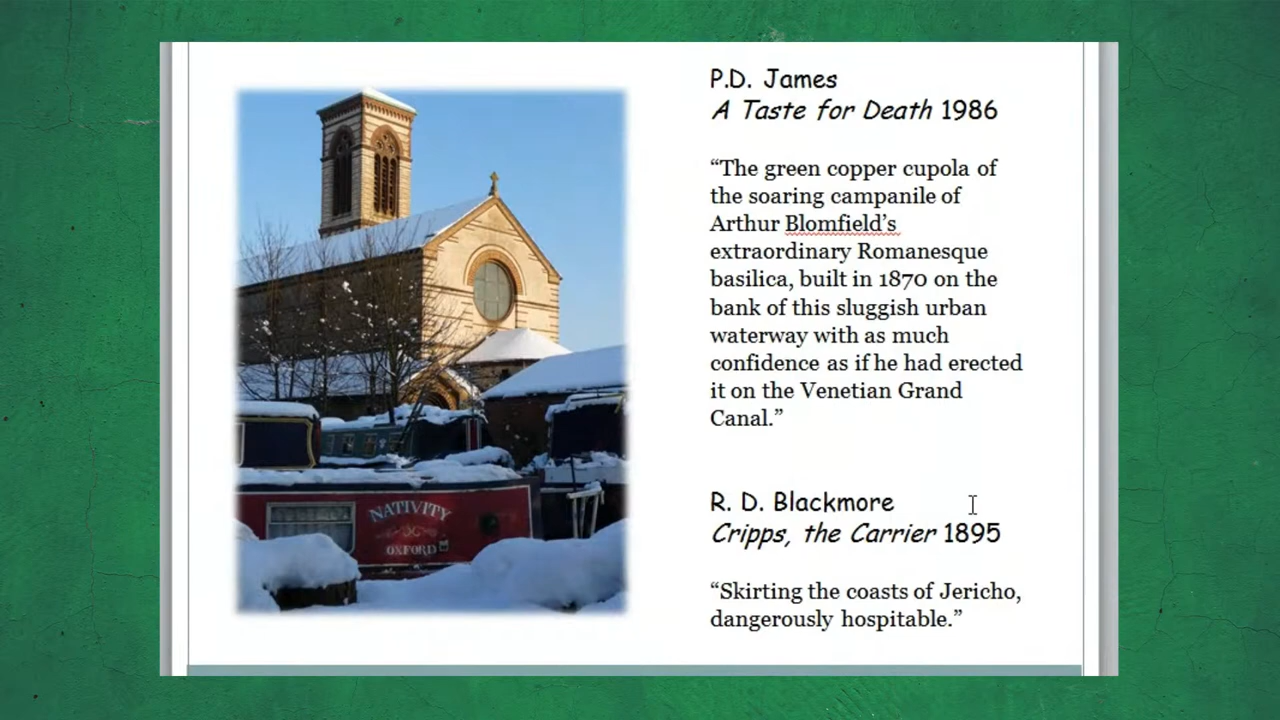 P.D. James
A Taste for Death 1986
“The green copper cupola of
the soaring campanile of
Arthur Blomfield’s
extraordinary Romanesque
basilica, built in 1870 on the
bank of this sluggish urban
waterway with as much
confidence as if he had erected
it on the Venetian Grand
Canal.”
R. D. Blackmore
Cripps, the Carrier 1895
“Skirting the coasts of Jericho,
dangerously hospitable.”
NATIVITY
OXFORD